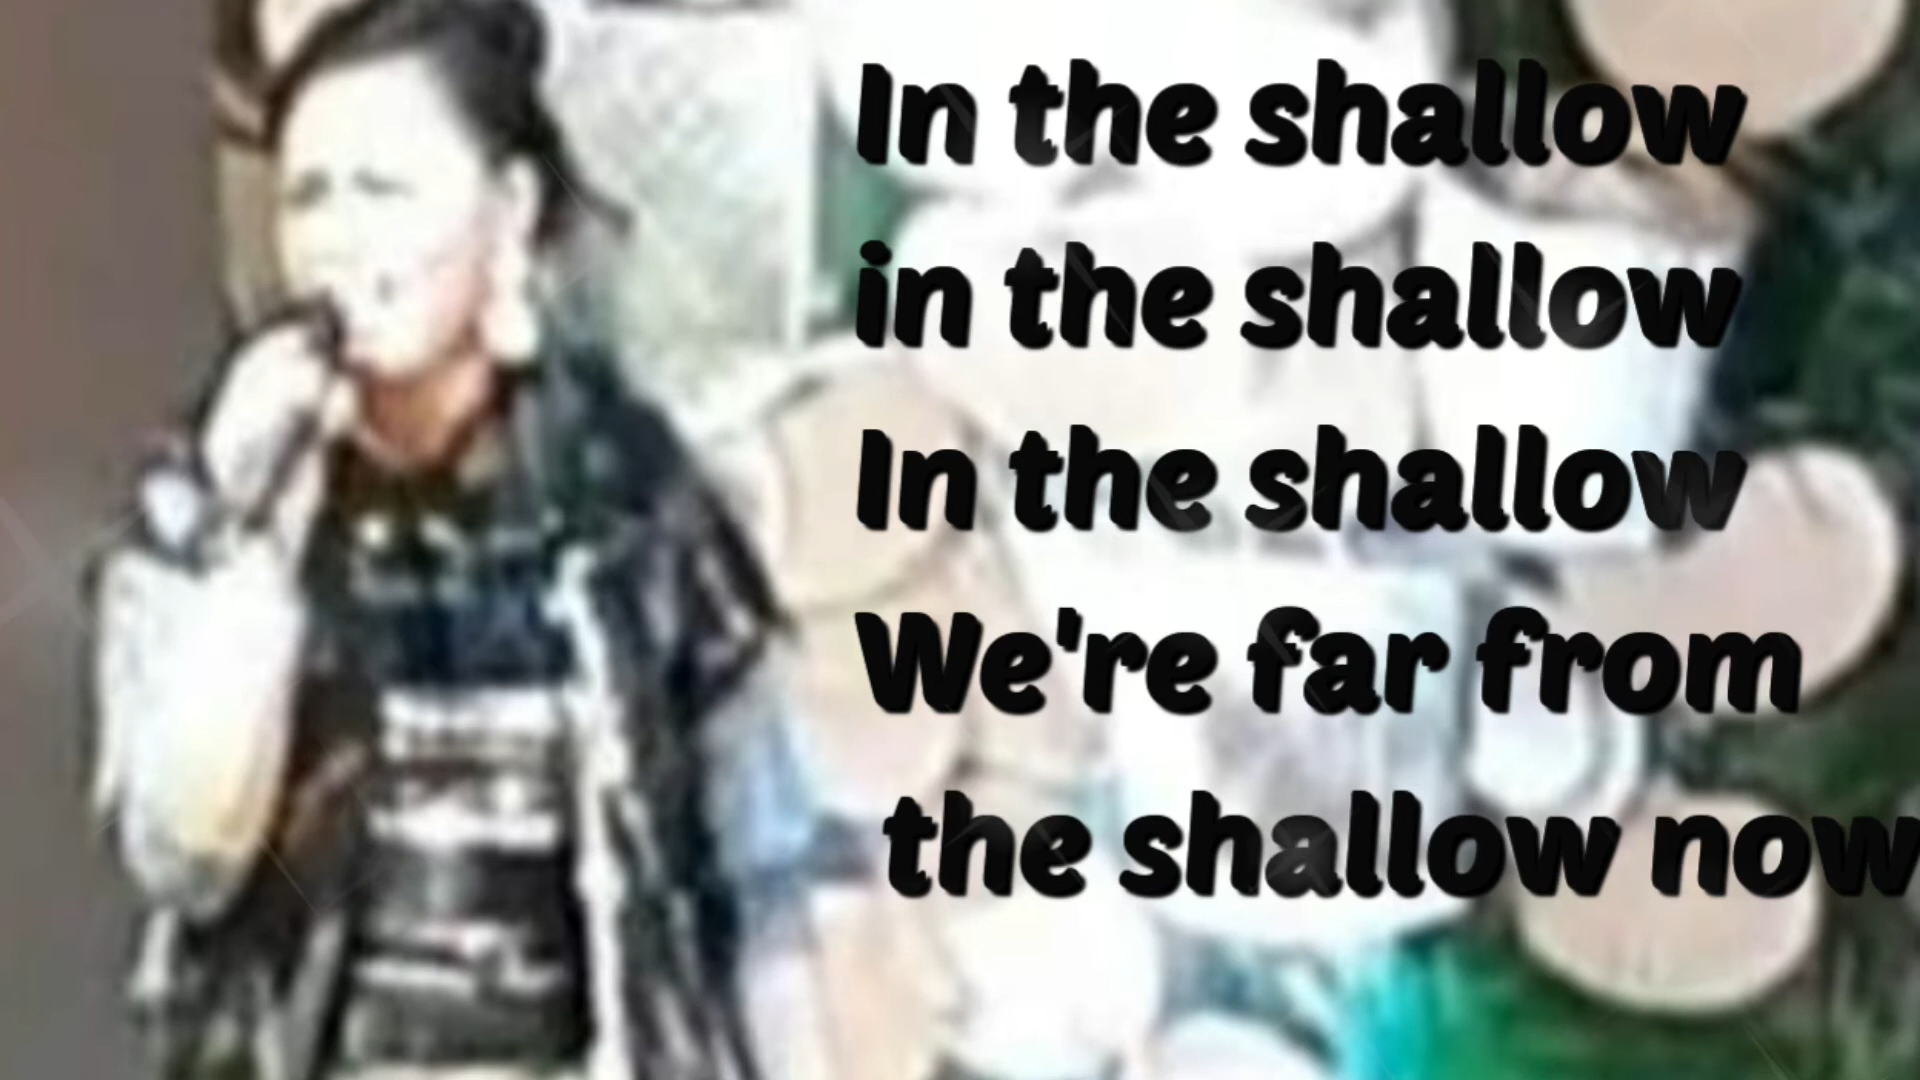 In the shallow
in the shallow
In the shallow
We're far from
the shallow now